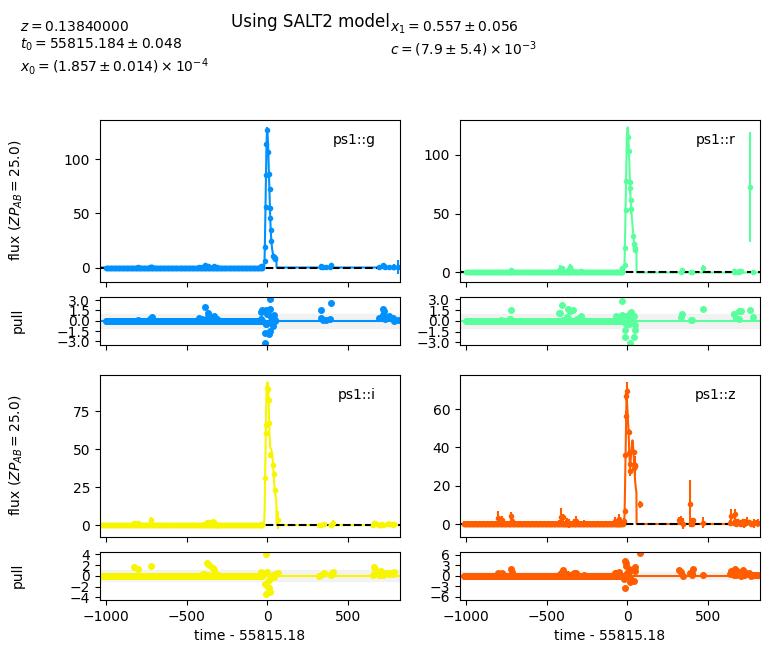 Using SALT2 model
z = 0.13840000
t₀ = 55815.184 ± 0.048
x₀ = (1.857 ± 0.014) × 10⁻⁴
x₁ = 0.557 ± 0.056
c = (7.9 ± 5.4) × 10⁻³
flux (ZP_AB = 25.0)
100
50
0
ps1::g
100
50
0
ps1::r
pull
3.0
1.5
0.0
−1.5
−3.0
3.0
1.5
0.0
−1.5
−3.0
flux (ZP_AB = 25.0)
75
50
25
0
ps1::i
60
40
20
0
ps1::z
pull
4
2
0
−2
−4
6
3
0
−3
−6
−1000 −500 0 500
−1000 −500 0 500
time - 55815.18
time - 55815.18